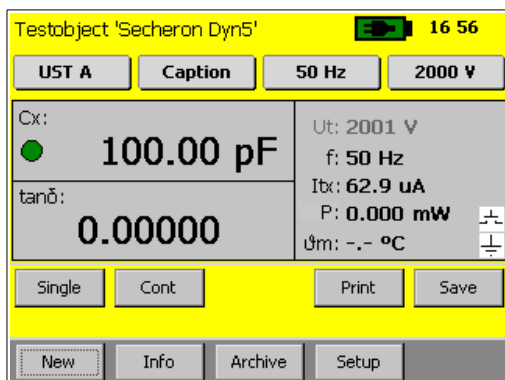 Testobject 'Secheron Dyn5' 16 56
UST A Caption 50 Hz 2000 V
Cx:
100.00 pF
tanδ:
0.00000
Ut: 2001 V
f: 50 Hz
Itx: 62.9 uA
P: 0.000 mW
ϑm: -.- ºC
Single Cont Print Save
New Info Archive Setup